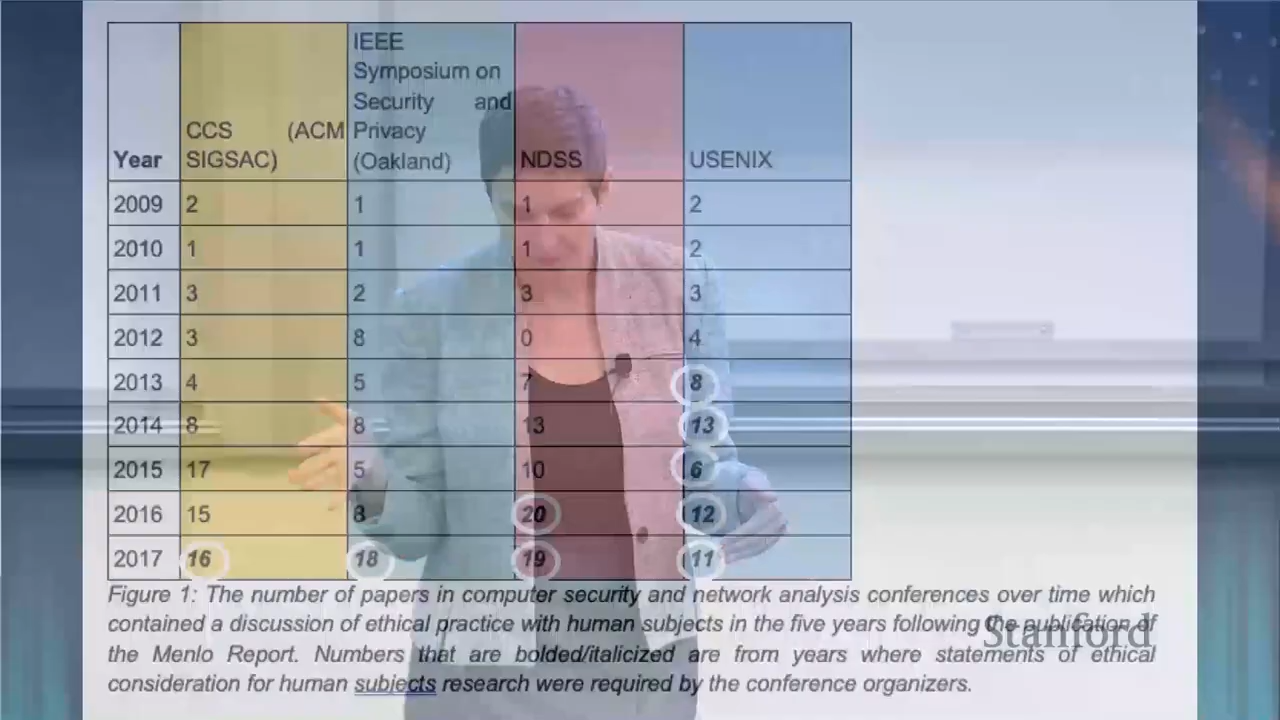 Year CCS (ACM SIGSAC) IEEE Symposium on Security and Privacy (Oakland) NDSS USENIX
2009 2 1 1 2
2010 1 1 1 2
2011 3 2 3 3
2012 3 8 0 4
2013 4 5 7 8
2014 8 8 13 13
2015 17 5 10 6
2016 15 8 20 12
2017 16 18 19 11
Figure 1: The number of papers in computer security and network analysis conferences over time which
contained a discussion of ethical practice with human subjects in the five years following the publication of
the Menlo Report. Numbers that are bolded/italicized are from years where statements of ethical
consideration for human subjects research were required by the conference organizers.
Stanford